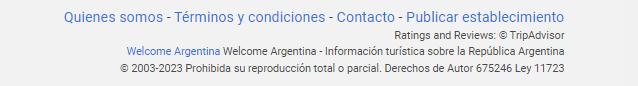 Quienes somos - Términos y condiciones - Contacto - Publicar establecimiento
Ratings and Reviews: © TripAdvisor
Welcome Argentina Welcome Argentina - Información turística sobre la República Argentina
© 2003-2023 Prohibida su reproducción total o parcial. Derechos de Autor 675246 Ley 11723